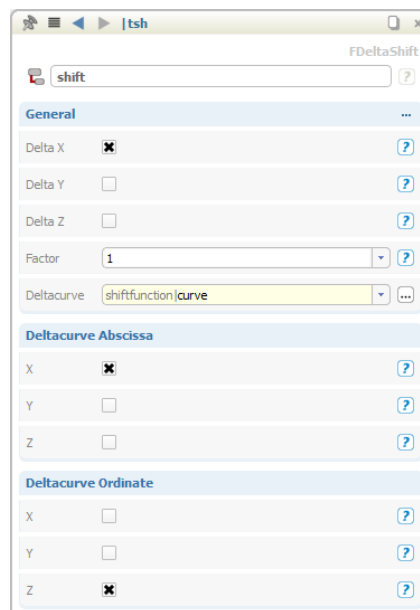 |tsh
FDeltaShift
shift ?
General ...
Delta X ?
Delta Y ?
Delta Z ?
Factor 1 ?
Deltacurve shiftfunction|curve ...
Deltacurve Abscissa
X ?
Y ?
Z ?
Deltacurve Ordinate
X ?
Y ?
Z ?